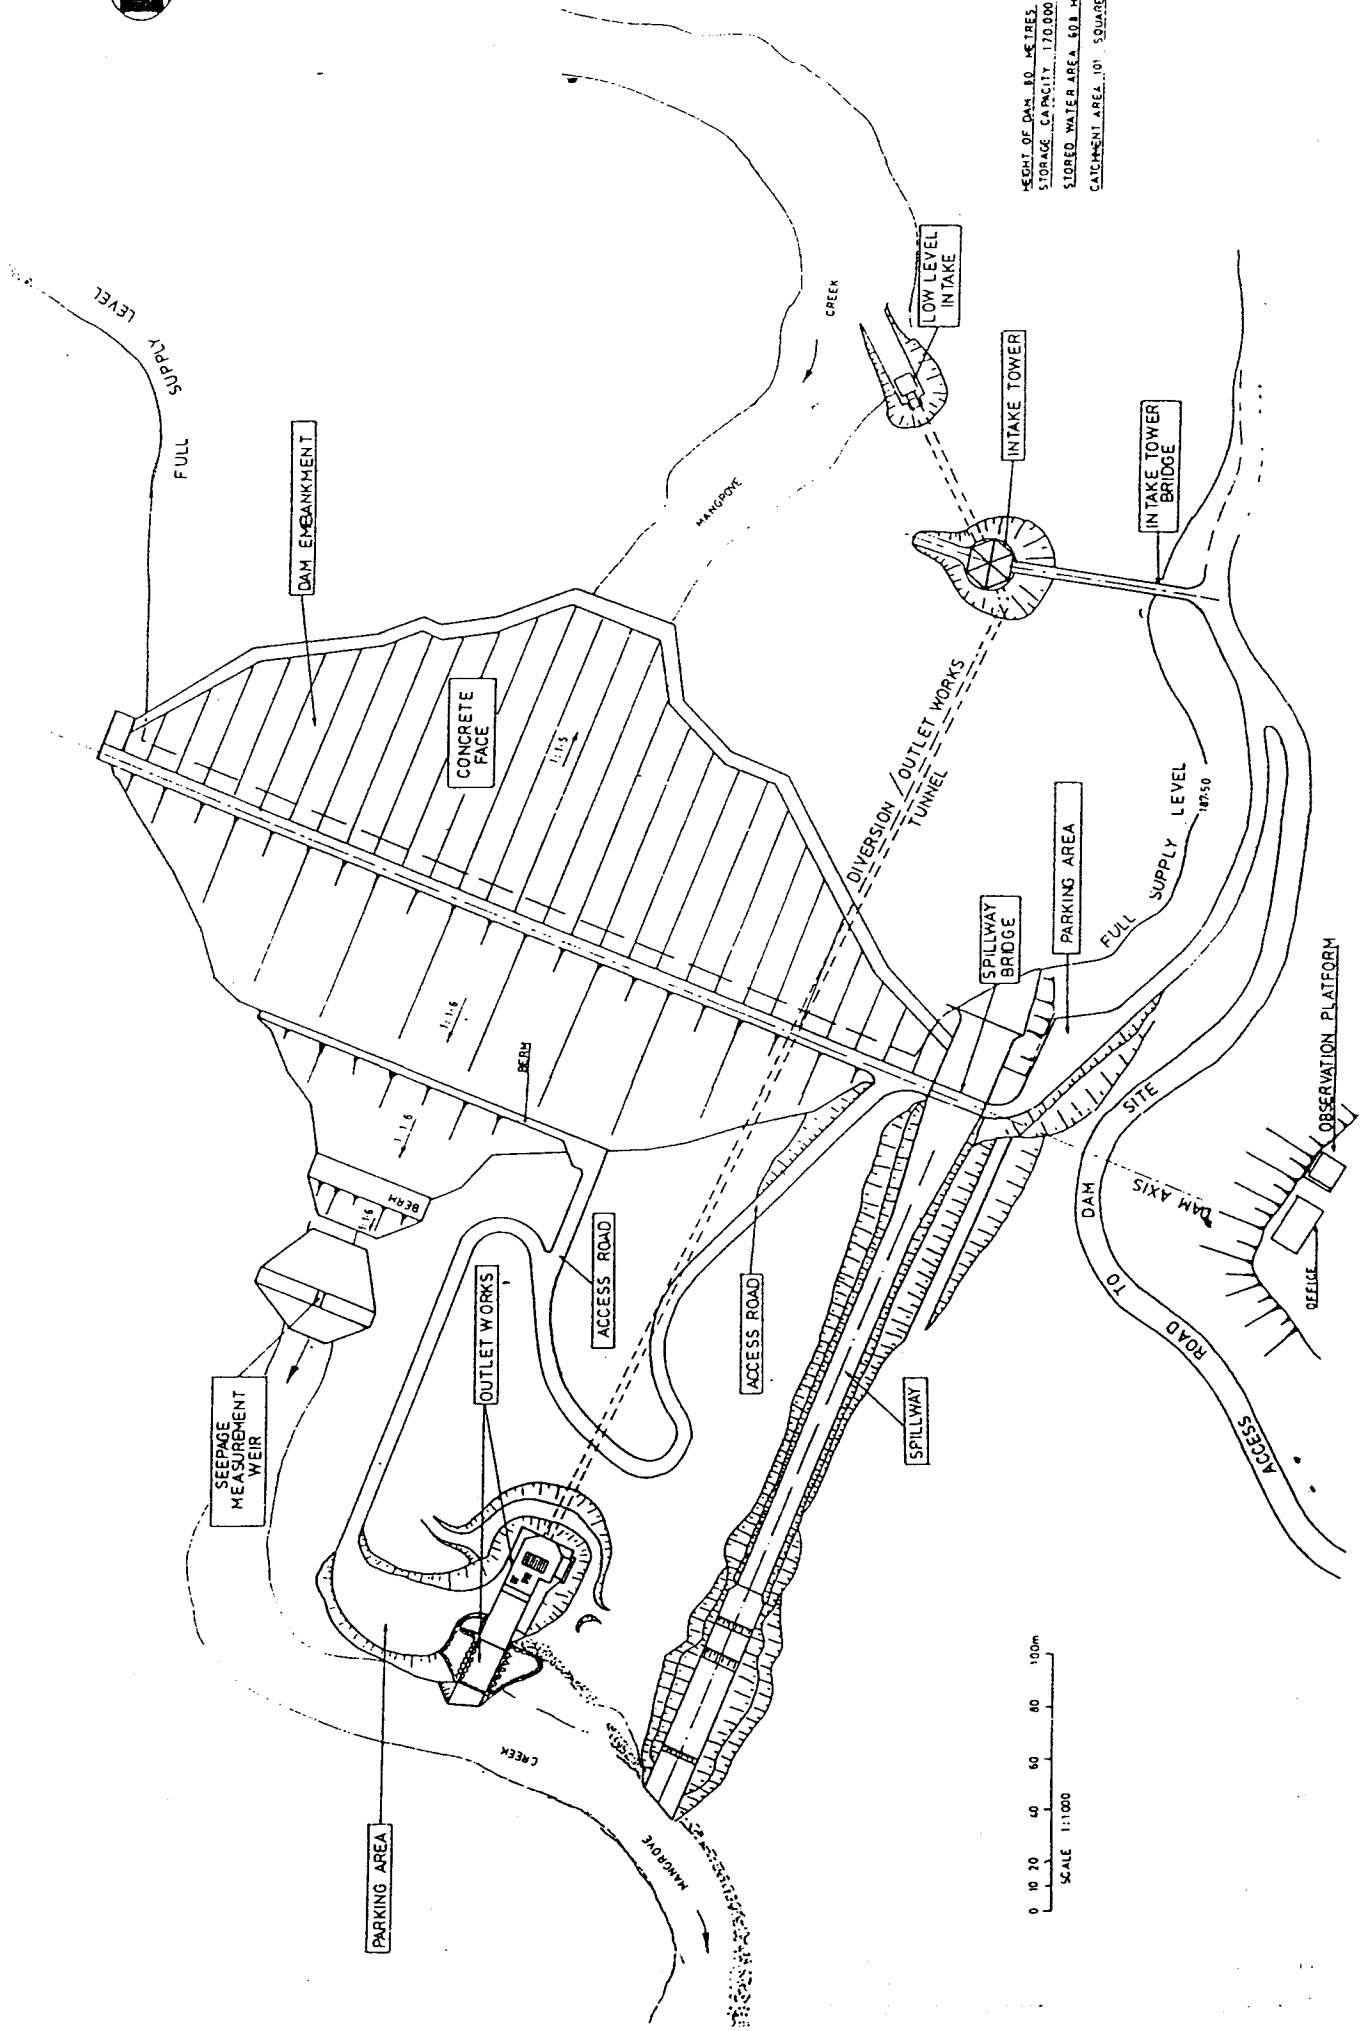 FULL SUPPLY LEVEL
DAM EMBANKMENT
CONCRETE
FACE
1:1·5
1:1·6
BERM
1:1·6
BERM
1:1·6
SEEPAGE
MEASUREMENT
WEIR
OUTLET WORKS
ACCESS ROAD
ACCESS ROAD
PARKING AREA
MANGROVE
CREEK
LOW LEVEL
INTAKE
INTAKE TOWER
INTAKE TOWER
BRIDGE
DIVERSION / OUTLET WORKS
TUNNEL
SPILLWAY
BRIDGE
PARKING AREA
FULL SUPPLY LEVEL
187·50
SPILLWAY
DAM AXIS
ACCESS ROAD TO DAM SITE
OBSERVATION PLATFORM
OFFICE
MANGROVE CREEK
0 10 20 40 60 80 100m
SCALE 1:1000
HEIGHT OF DAM 80 METRES
STORAGE CAPACITY 170,000
STORED WATER AREA 608 H
CATCHMENT AREA 101 SQUARE